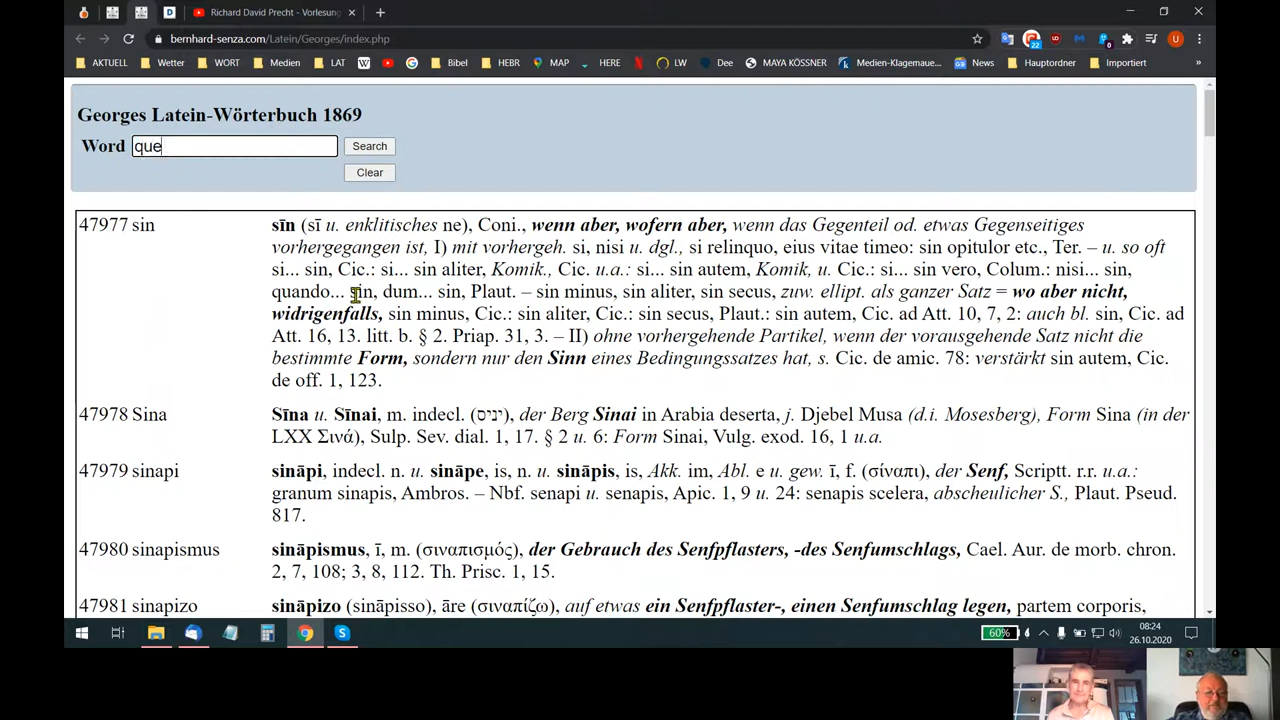 Richard David Precht - Vorlesung
bernhard-senza.com/Latein/Georges/index.php
22
0
U
AKTUELL Wetter WORT Medien LAT Bibel HEBR MAP HERE LW Dee MAYA KÖSSNER Medien-Klagemaue... News Hauptordner Importiert »
Georges Latein-Wörterbuch 1869
Word que Search
Clear
47977 sin sīn (sī u. enklitisches ne), Coni., wenn aber, wofern aber, wenn das Gegenteil od. etwas Gegenseitiges
vorhergegangen ist, I) mit vorhergeh. si, nisi u. dgl., si relinquo, eius vitae timeo: sin opitulor etc., Ter. – u. so oft
si... sin, Cic.: si... sin aliter, Komik., Cic. u.a.: si... sin autem, Komik, u. Cic.: si... sin vero, Colum.: nisi... sin,
quando... sin, dum... sin, Plaut. – sin minus, sin aliter, sin secus, zuw. ellipt. als ganzer Satz = wo aber nicht,
widrigenfalls, sin minus, Cic.: sin aliter, Cic.: sin secus, Plaut.: sin autem, Cic. ad Att. 10, 7, 2: auch bl. sin, Cic. ad
Att. 16, 13. litt. b. § 2. Priap. 31, 3. – II) ohne vorhergehende Partikel, wenn der vorausgehende Satz nicht die
bestimmte Form, sondern nur den Sinn eines Bedingungssatzes hat, s. Cic. de amic. 78: verstärkt sin autem, Cic.
de off. 1, 123.
47978 Sina Sīna u. Sīnai, m. indecl. (יניס), der Berg Sinai in Arabia deserta, j. Djebel Musa (d.i. Mosesberg), Form Sina (in der
LXX Σινά), Sulp. Sev. dial. 1, 17. § 2 u. 6: Form Sinai, Vulg. exod. 16, 1 u.a.
47979 sinapi sināpi, indecl. n. u. sināpe, is, n. u. sināpis, is, Akk. im, Abl. e u. gew. ī, f. (σίναπι), der Senf, Scriptt. r.r. u.a.:
granum sinapis, Ambros. – Nbf. senapi u. senapis, Apic. 1, 9 u. 24: senapis scelera, abscheulicher S., Plaut. Pseud.
817.
47980 sinapismus sināpismus, ī, m. (σιναπισμός), der Gebrauch des Senfpflasters, -des Senfumschlags, Cael. Aur. de morb. chron.
2, 7, 108; 3, 8, 112. Th. Prisc. 1, 15.
47981 sinapizo sināpizo (sināpisso), āre (σιναπίζω), auf etwas ein Senfpflaster-, einen Senfumschlag legen, partem corporis,
60%
08:24
26.10.2020